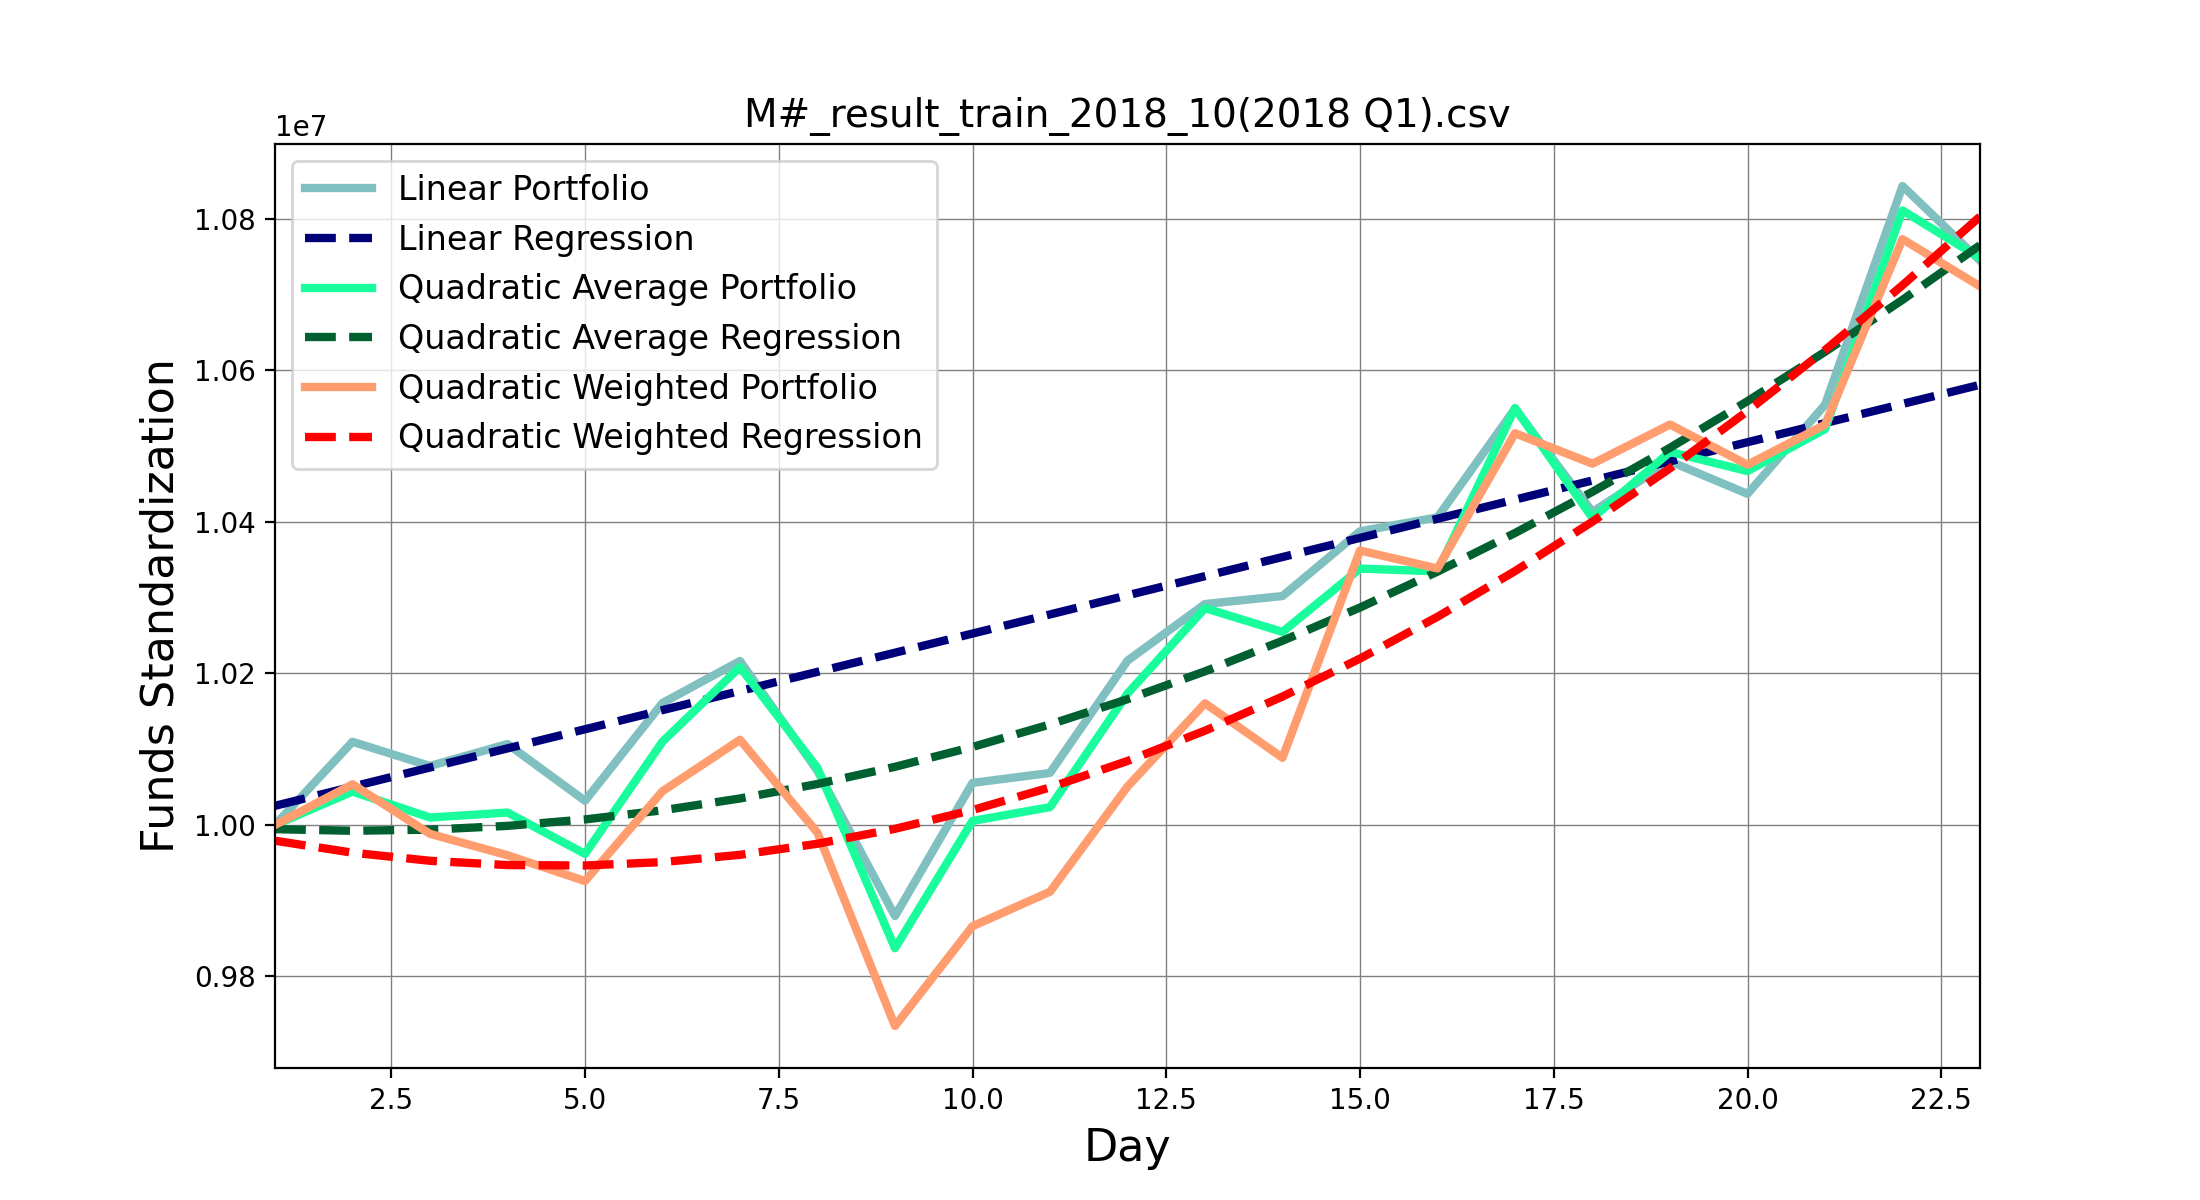 M#_result_train_2018_10(2018 Q1).csv
1e7
Linear Portfolio
Linear Regression
Quadratic Average Portfolio
Quadratic Average Regression
Quadratic Weighted Portfolio
Quadratic Weighted Regression
1.08
1.06
1.04
1.02
1.00
0.98
Funds Standardization
2.5 5.0 7.5 10.0 12.5 15.0 17.5 20.0 22.5
Day